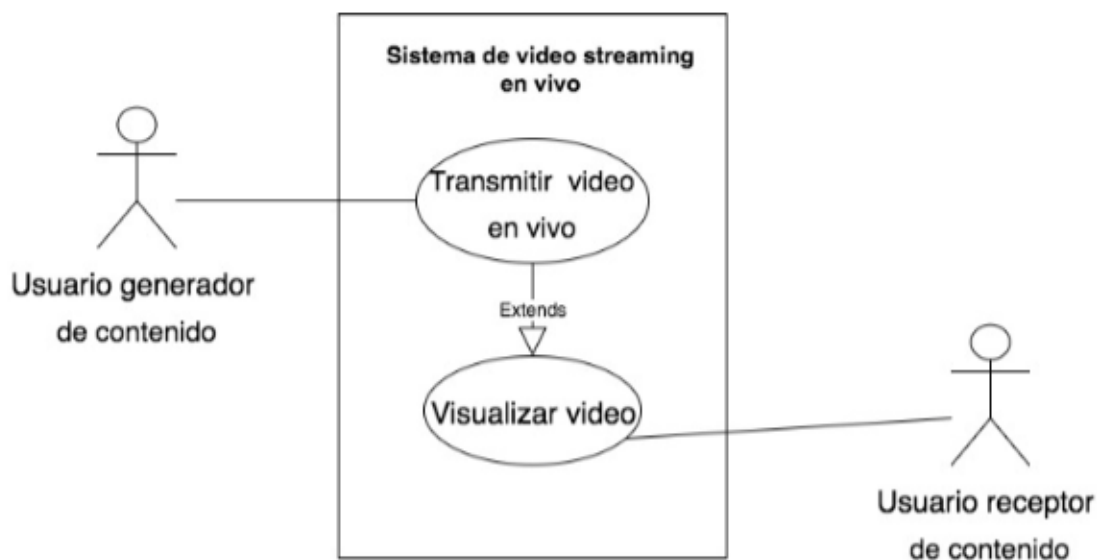 Sistema de video streaming
en vivo
Transmitir video
en vivo
Usuario generador
de contenido
Extends
Visualizar video
Usuario receptor
de contenido